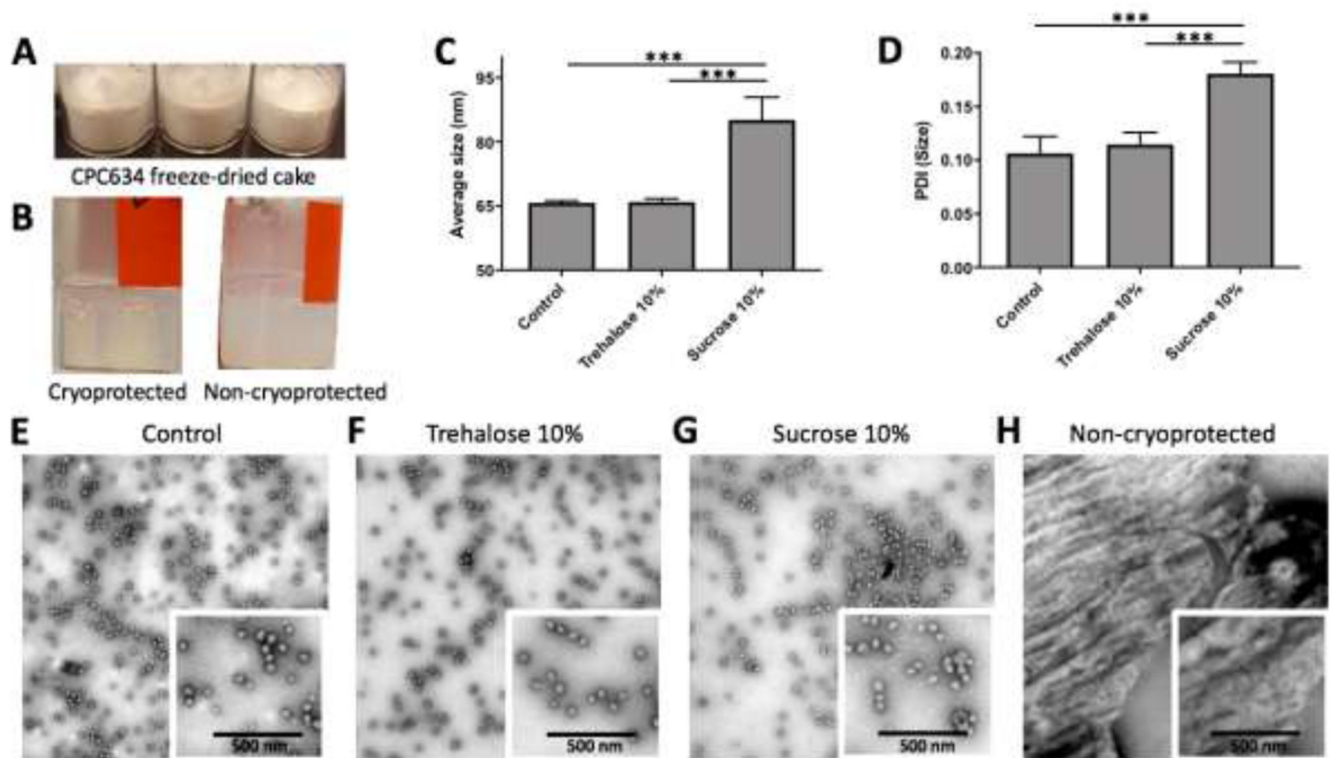 A
CPC634 freeze-dried cake
B
Cryoprotected
Non-cryoprotected
C
***
***
Average size (nm)
95
80
65
50
Control
Trehalose 10%
Sucrose 10%
D
***
***
PDI (Size)
0.20
0.15
0.10
0.05
0.00
Control
Trehalose 10%
Sucrose 10%
E
Control
500 nm
F
Trehalose 10%
500 nm
G
Sucrose 10%
500 nm
H
Non-cryoprotected
500 nm